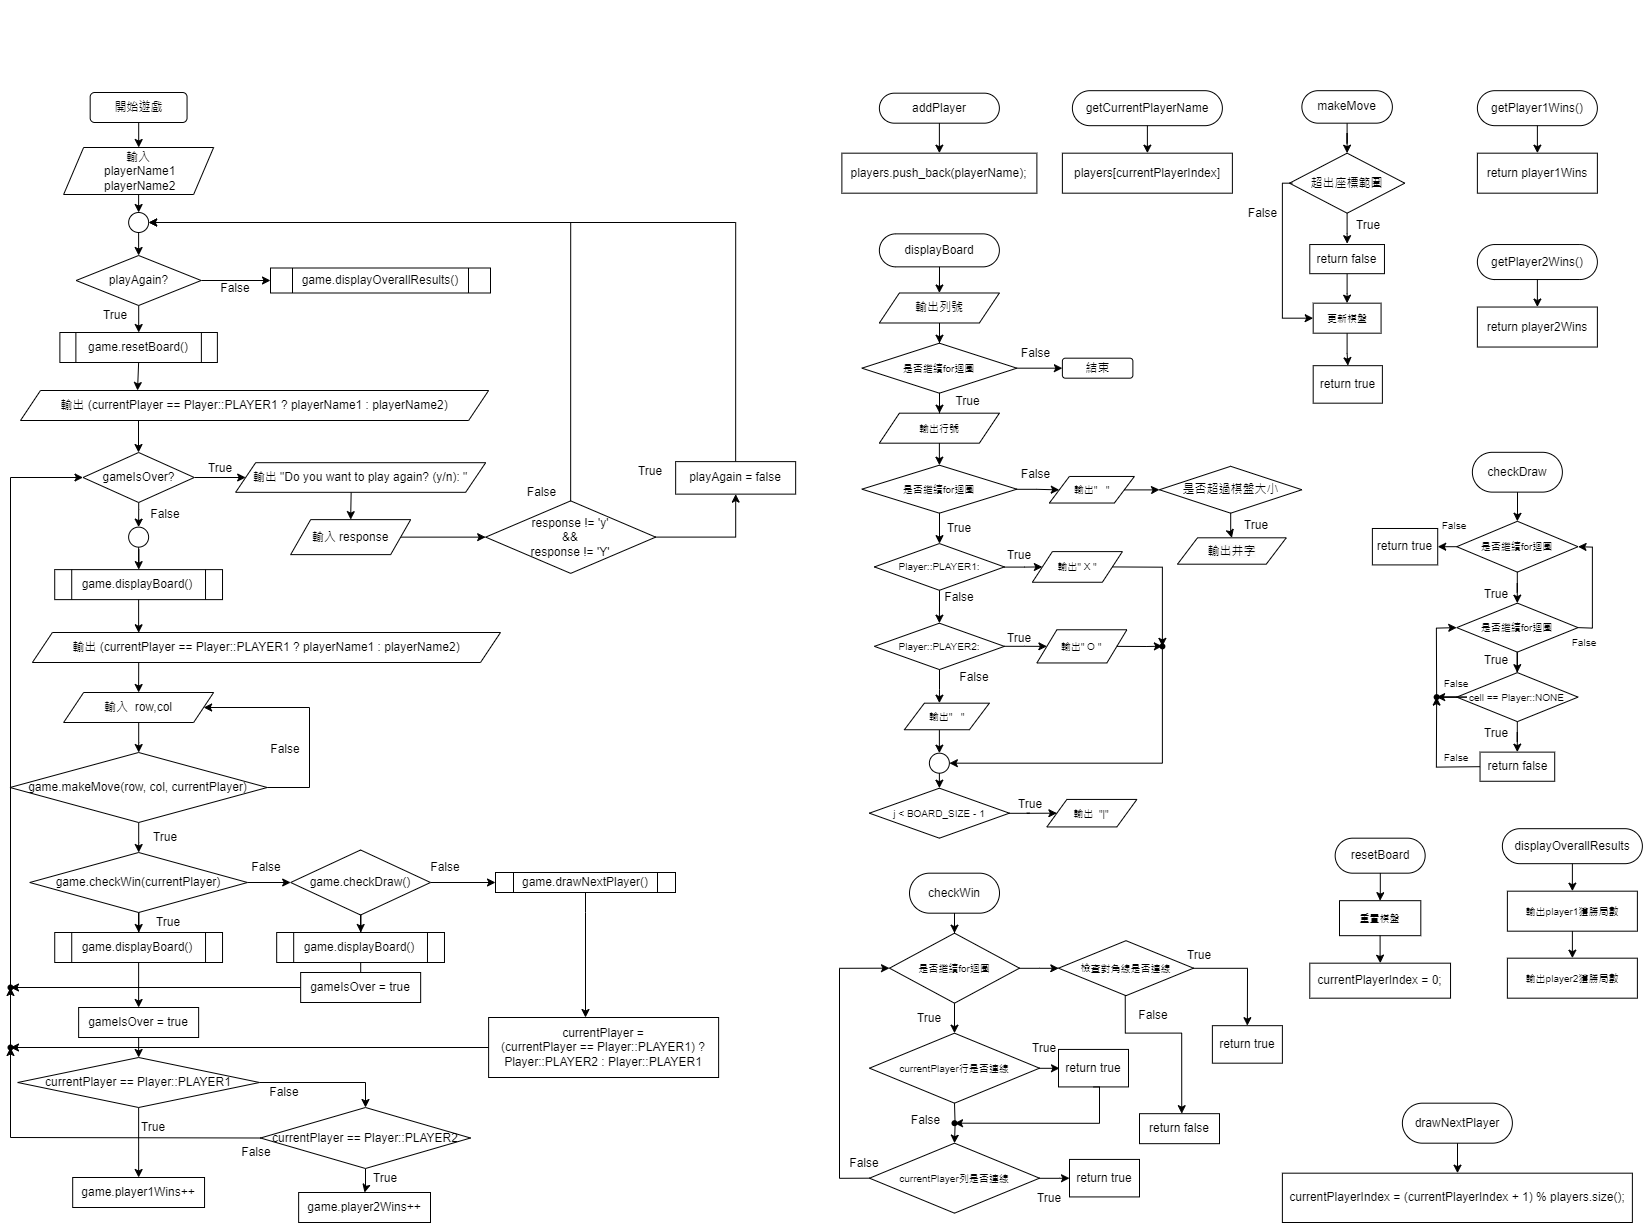 開始遊戲
輸入
playerName1
playerName2
playAgain?
False
game.displayOverallResults()
True
game.resetBoard()
輸出 (currentPlayer == Player::PLAYER1 ? playerName1 : playerName2)
gameIsOver?
True
輸出 "Do you want to play again? (y/n): "
False
輸入 response
response != 'y'
&&
response != 'Y'
False
True
playAgain = false
game.displayBoard()
輸出 (currentPlayer == Player::PLAYER1 ? playerName1 : playerName2)
輸入 row,col
False
game.makeMove(row, col, currentPlayer)
True
game.checkWin(currentPlayer)
False
game.checkDraw()
False
game.drawNextPlayer()
True
game.displayBoard()
game.displayBoard()
gameIsOver = true
gameIsOver = true
currentPlayer =
(currentPlayer == Player::PLAYER1) ?
Player::PLAYER2 : Player::PLAYER1
currentPlayer == Player::PLAYER1
False
True
currentPlayer == Player::PLAYER2
False
True
game.player1Wins++
game.player2Wins++
addPlayer
players.push_back(playerName);
getCurrentPlayerName
players[currentPlayerIndex]
makeMove
超出座標範圍
False
True
return false
更新棋盤
return true
getPlayer1Wins()
return player1Wins
getPlayer2Wins()
return player2Wins
displayBoard
輸出列號
是否繼續for迴圈
False
結束
True
輸出行號
是否繼續for迴圈
False
輸出" "
是否超過棋盤大小
True
輸出井字
True
Player::PLAYER1:
True
輸出" X "
False
Player::PLAYER2:
True
輸出" O "
False
輸出" "
j < BOARD_SIZE - 1
True
輸出 "|"
checkDraw
是否繼續for迴圈
False
return true
True
是否繼續for迴圈
False
True
cell == Player::NONE
False
True
return false
False
checkWin
是否繼續for迴圈
檢查對角線是否連線
True
return true
False
return false
True
currentPlayer行是否連線
True
return true
False
currentPlayer列是否連線
False
True
return true
resetBoard
重置棋盤
currentPlayerIndex = 0;
displayOverallResults
輸出player1獲勝局數
輸出player2獲勝局數
drawNextPlayer
currentPlayerIndex = (currentPlayerIndex + 1) % players.size();